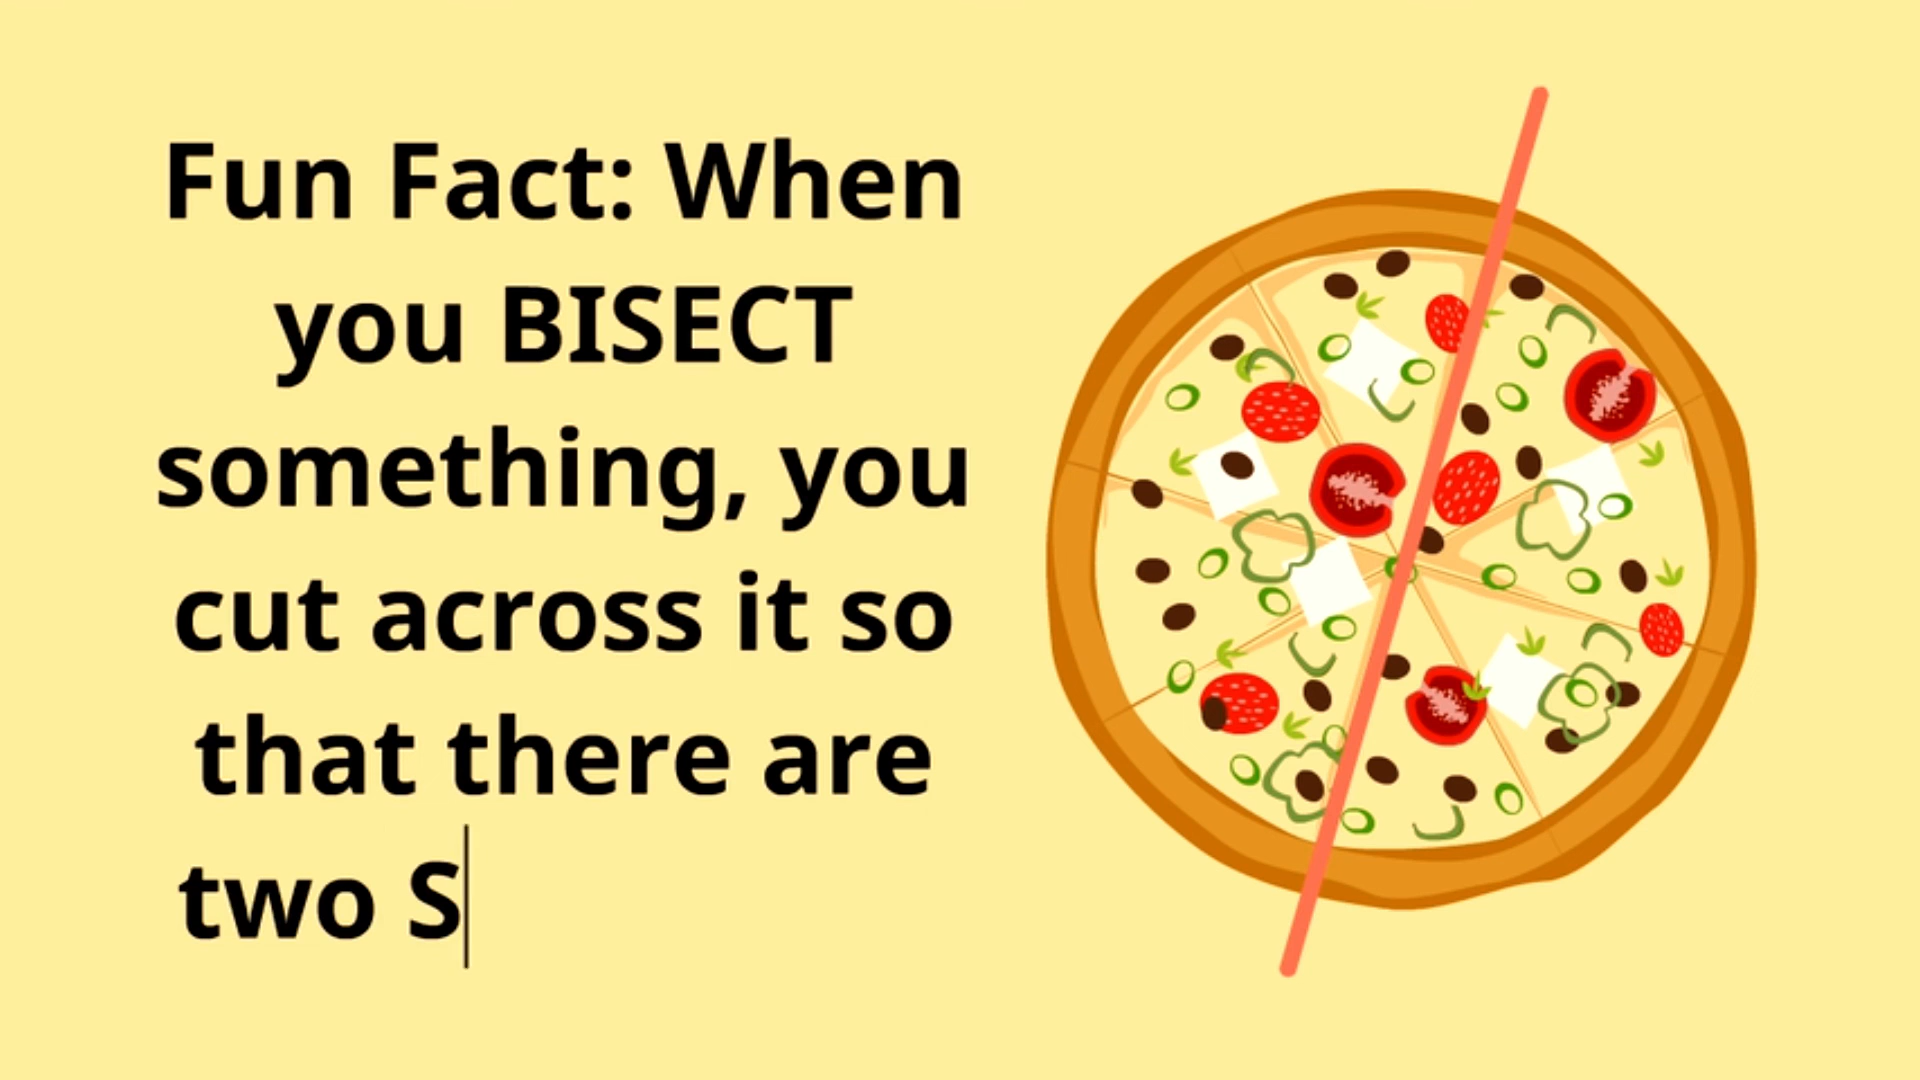 Fun Fact: When
you BISECT
something, you
cut across it so
that there are
two S